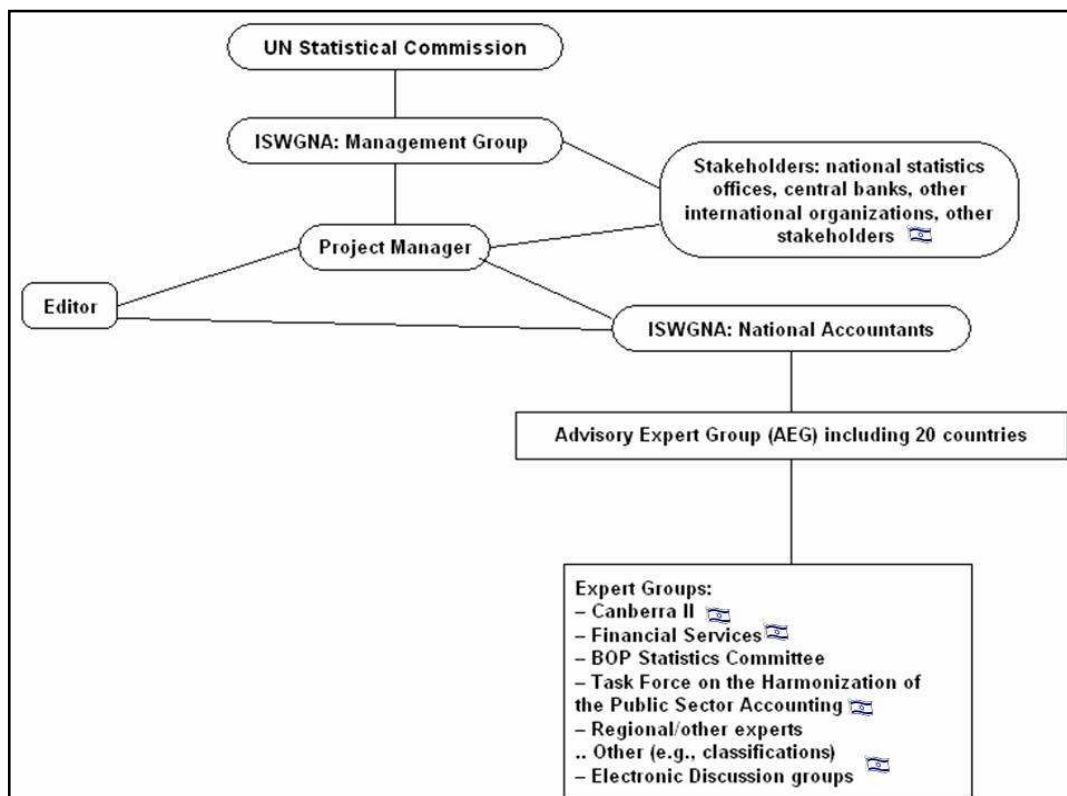 UN Statistical Commission
ISWGNA: Management Group
Stakeholders: national statistics
offices, central banks, other
international organizations, other
stakeholders
Project Manager
Editor
ISWGNA: National Accountants
Advisory Expert Group (AEG) including 20 countries
Expert Groups:
– Canberra II
– Financial Services
– BOP Statistics Committee
– Task Force on the Harmonization of
the Public Sector Accounting
– Regional/other experts
.. Other (e.g., classifications)
– Electronic Discussion groups